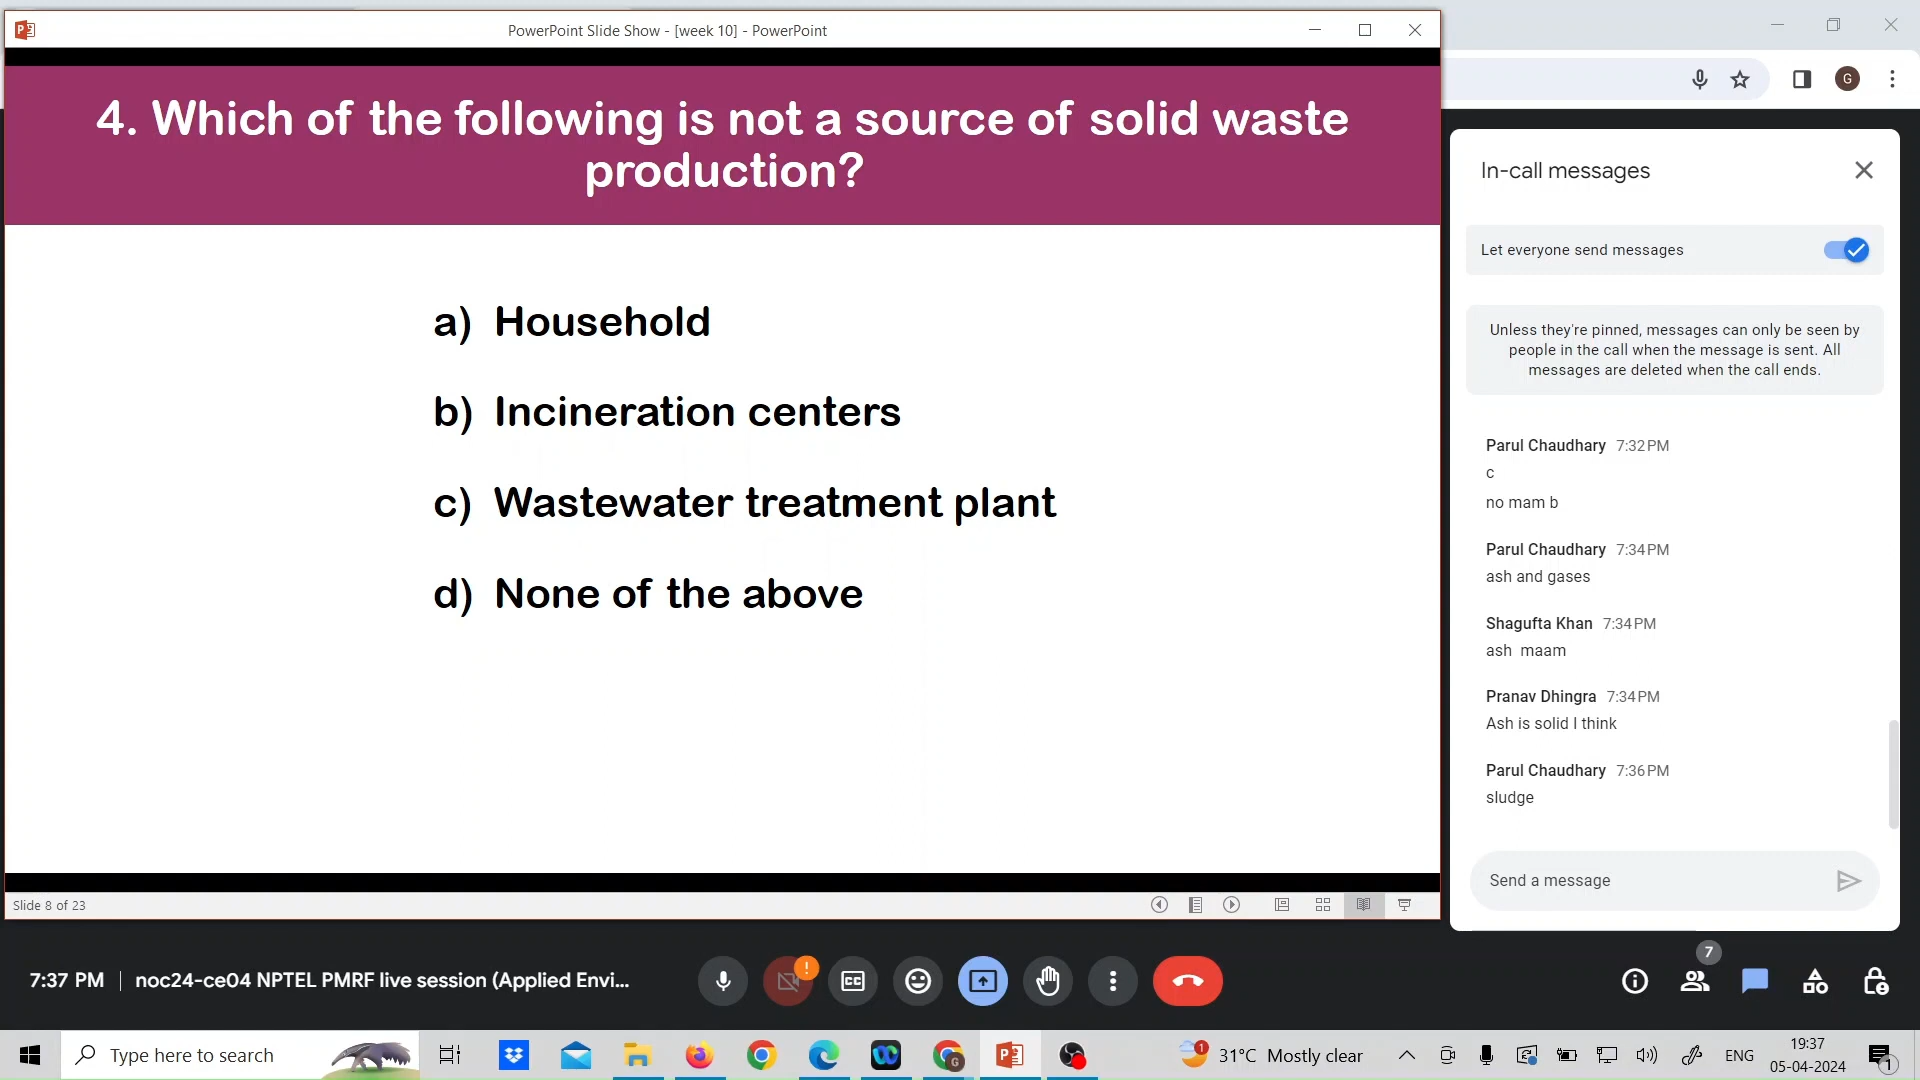 PowerPoint Slide Show - [week 10] - PowerPoint
4. Which of the following is not a source of solid waste
production?
a) Household
b) Incineration centers
c) Wastewater treatment plant
d) None of the above
Slide 8 of 23
G
In-call messages
Let everyone send messages
Unless they're pinned, messages can only be seen by
people in the call when the message is sent. All
messages are deleted when the call ends.
Parul Chaudhary 7:32 PM
c
no mam b
Parul Chaudhary 7:34 PM
ash and gases
Shagufta Khan 7:34 PM
ash maam
Pranav Dhingra 7:34 PM
Ash is solid I think
Parul Chaudhary 7:36 PM
sludge
Send a message
7:37 PM | noc24-ce04 NPTEL PMRF live session (Applied Envi...
7
Type here to search
31°C Mostly clear
ENG
19:37
05-04-2024
1